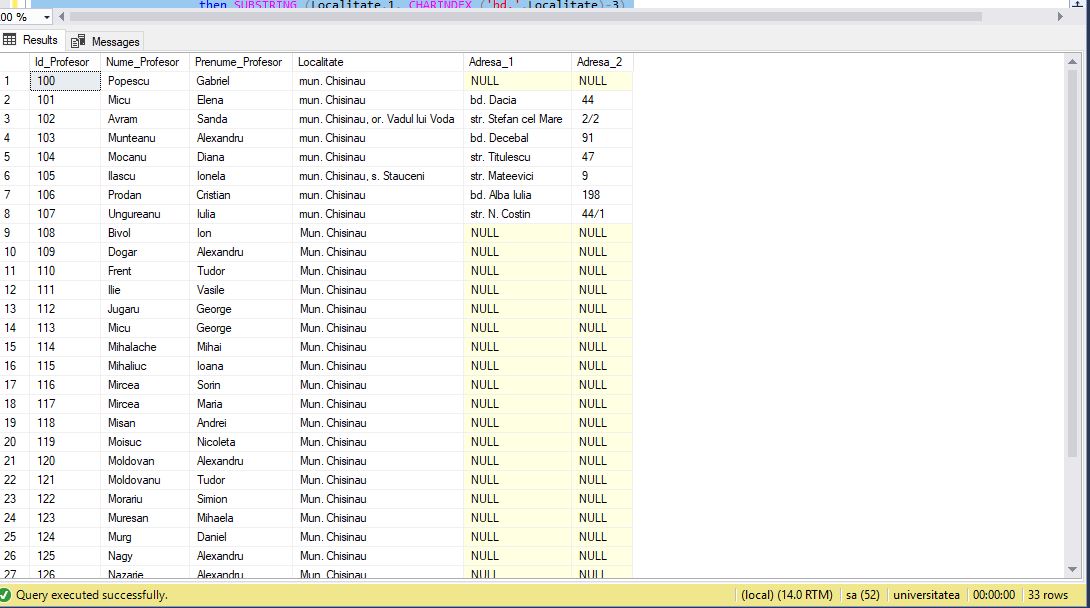 then SUBSTRING (Localitate,1, CHARINDEX ('bd.',Localitate)-3)
00 %
Results Messages
Id_Profesor Nume_Profesor Prenume_Profesor Localitate Adresa_1 Adresa_2
1 100 Popescu Gabriel mun. Chisinau NULL NULL
2 101 Micu Elena mun. Chisinau bd. Dacia 44
3 102 Avram Sanda mun. Chisinau, or. Vadul lui Voda str. Stefan cel Mare 2/2
4 103 Munteanu Alexandru mun. Chisinau bd. Decebal 91
5 104 Mocanu Diana mun. Chisinau str. Titulescu 47
6 105 Ilascu Ionela mun. Chisinau, s. Stauceni str. Mateevici 9
7 106 Prodan Cristian mun. Chisinau bd. Alba Iulia 198
8 107 Ungureanu Iulia mun. Chisinau str. N. Costin 44/1
9 108 Bivol Ion Mun. Chisinau NULL NULL
10 109 Dogar Alexandru Mun. Chisinau NULL NULL
11 110 Frent Tudor Mun. Chisinau NULL NULL
12 111 Ilie Vasile Mun. Chisinau NULL NULL
13 112 Jugaru George Mun. Chisinau NULL NULL
14 113 Micu George Mun. Chisinau NULL NULL
15 114 Mihalache Mihai Mun. Chisinau NULL NULL
16 115 Mihaliuc Ioana Mun. Chisinau NULL NULL
17 116 Mircea Sorin Mun. Chisinau NULL NULL
18 117 Mircea Maria Mun. Chisinau NULL NULL
19 118 Misan Andrei Mun. Chisinau NULL NULL
20 119 Moisuc Nicoleta Mun. Chisinau NULL NULL
21 120 Moldovan Alexandru Mun. Chisinau NULL NULL
22 121 Moldovanu Tudor Mun. Chisinau NULL NULL
23 122 Morariu Simion Mun. Chisinau NULL NULL
24 123 Muresan Mihaela Mun. Chisinau NULL NULL
25 124 Murg Daniel Mun. Chisinau NULL NULL
26 125 Nagy Alexandru Mun. Chisinau NULL NULL
27 126 Nazarie Alexandru Mun. Chisinau NULL NULL
Query executed successfully. (local) (14.0 RTM) sa (52) universitatea 00:00:00 33 rows